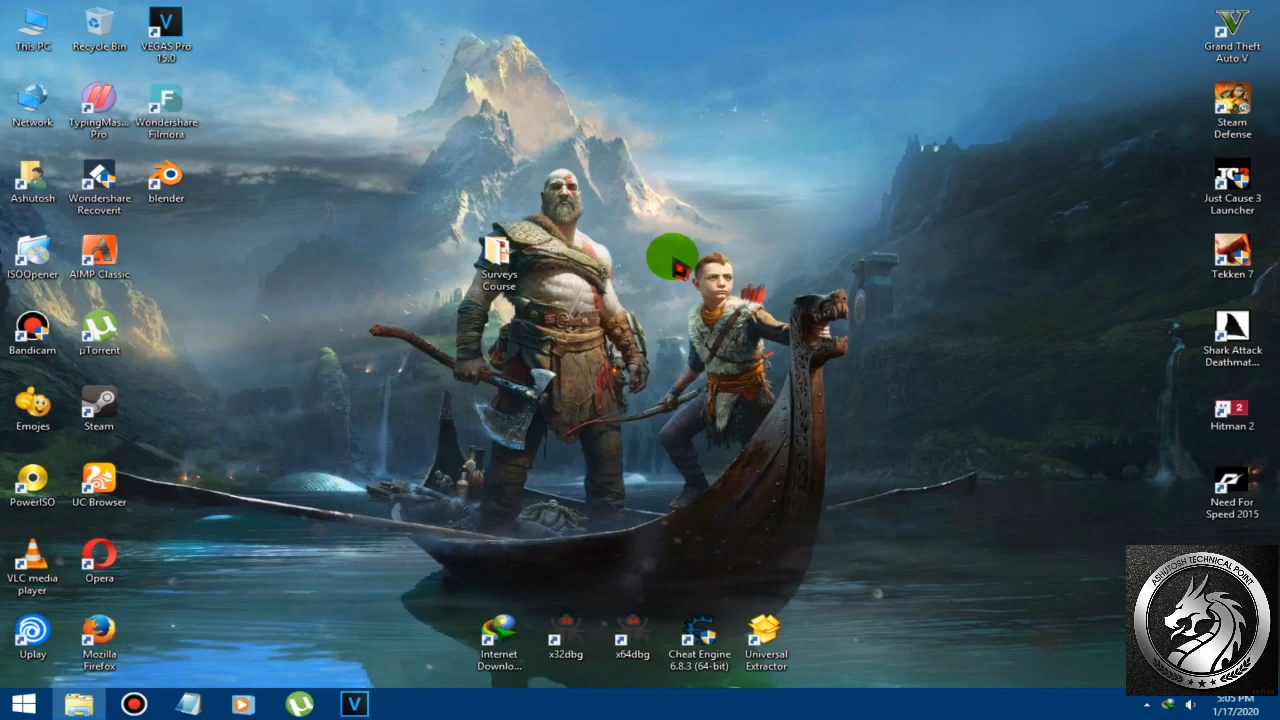 This PC
Recycle Bin
VEGAS Pro
15.0
Network
TypingMas...
Pro
Wondershare
Filmora
Ashutosh
Wondershare
Recoverit
blender
ISOOpener
AIMP Classic
Bandicam
µTorrent
Emojes
Steam
PowerISO
UC Browser
VLC media
player
Opera
Uplay
Mozilla
Firefox
Surveys
Course
Internet
Downlo...
x32dbg
x64dbg
Cheat Engine
6.8.3 (64-bit)
Universal
Extractor
Grand Theft
Auto V
Steam
Defense
JC3
Just Cause 3
Launcher
Tekken 7
Shark Attack
Deathmat...
2
Hitman 2
Need For
Speed 2015
ASHUTOSH TECHNICAL POINT
5:05 PM
1/17/2020